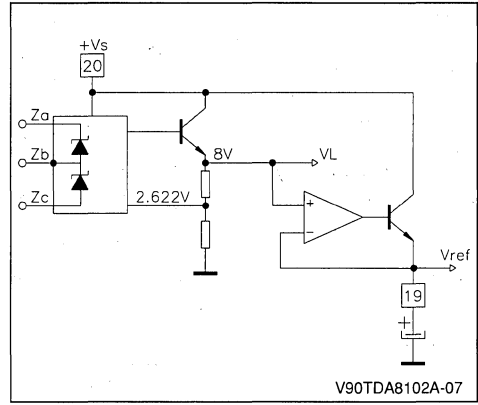 +Vs
20
Za
Zb
Zc
8V
VL
2.622V
+
−
Vref
19
+
V90TDA8102A-07